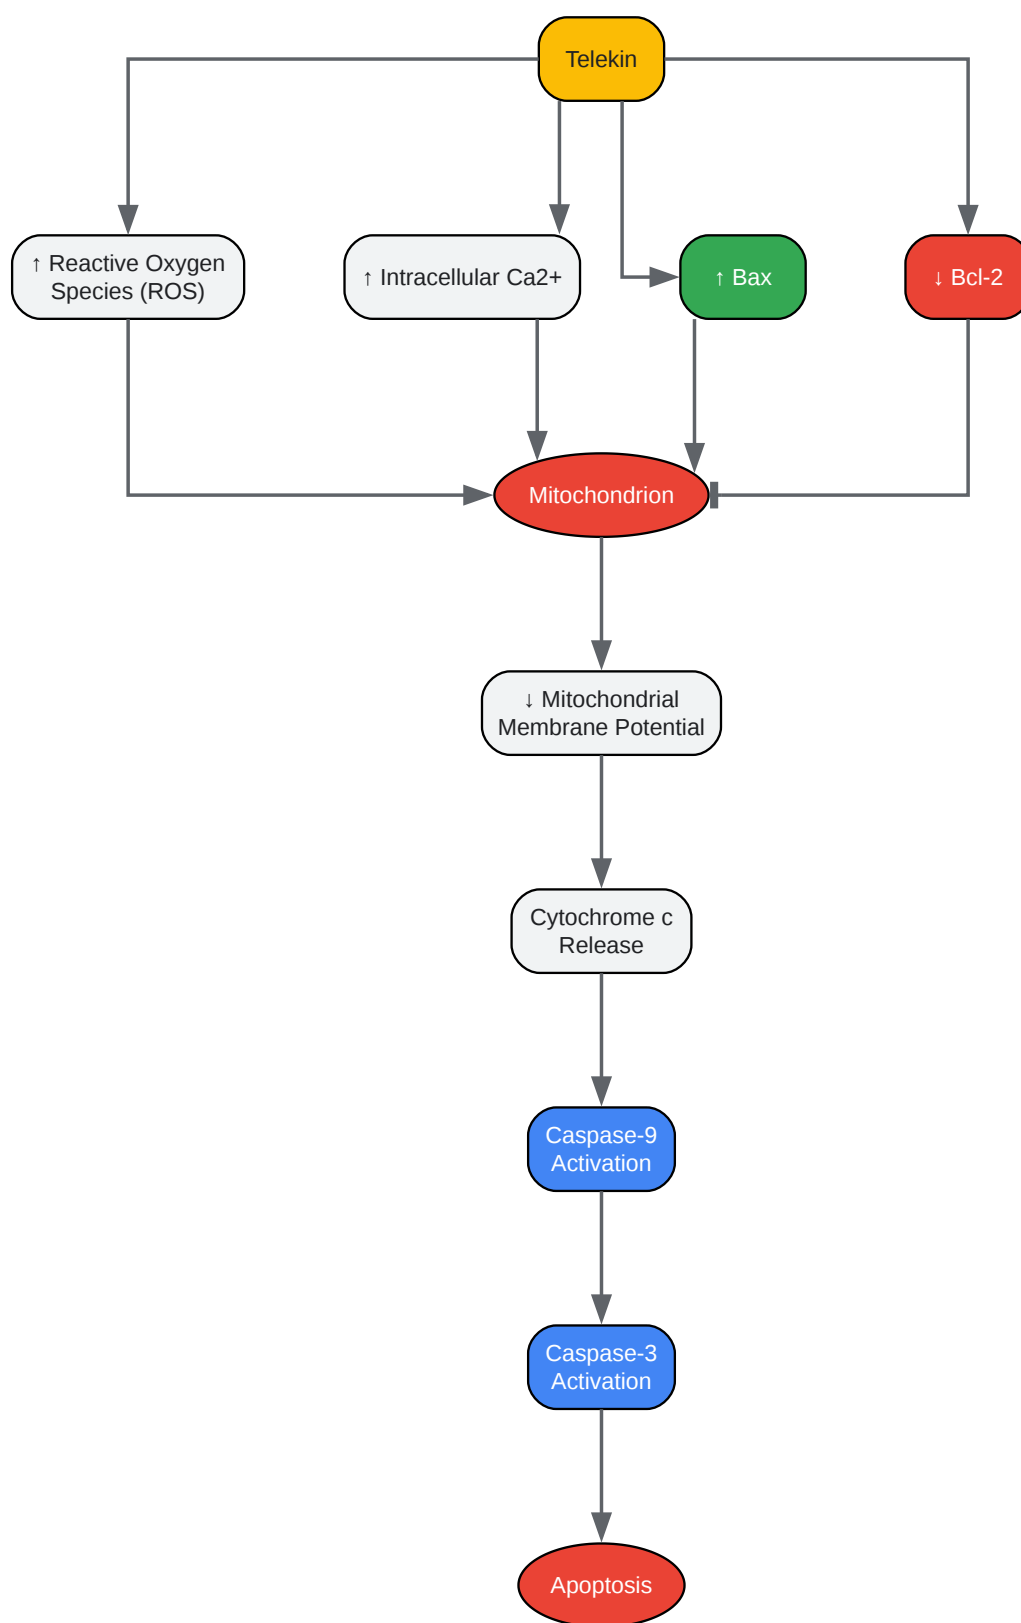 Telekin
↑ Reactive Oxygen
Species (ROS)
↑ Intracellular Ca2+
↑ Bax
↓ Bcl-2
Mitochondrion
↓ Mitochondrial
Membrane Potential
Cytochrome c
Release
Caspase-9
Activation
Caspase-3
Activation
Apoptosis